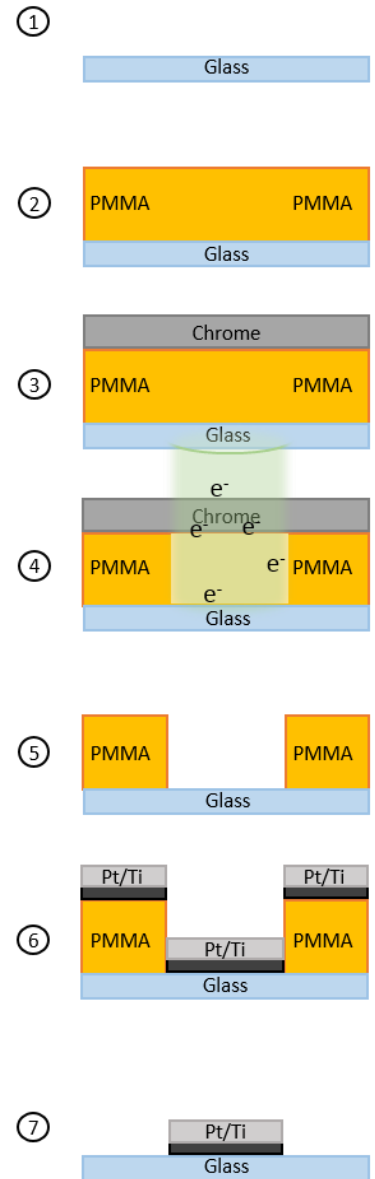 1
Glass
2
PMMA PMMA
Glass
Chrome
3
PMMA PMMA
Glass
e-
Chrome
e- e-
4
PMMA e- PMMA
e-
Glass
5
PMMA PMMA
Glass
Pt/Ti Pt/Ti
6
PMMA Pt/Ti PMMA
Glass
7
Pt/Ti
Glass